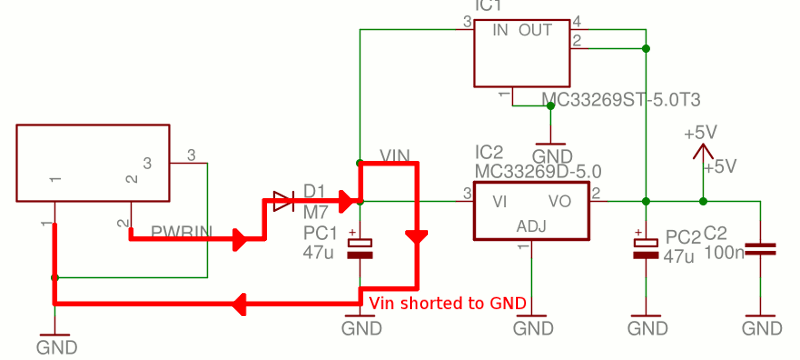 IC1
3
IN OUT
4
2
1
MC33269ST-5.0T3
GND
+5V
+5V
VIN
IC2
MC33269D-5.0
3
VI
VO
2
ADJ
1
3
3
2
1
1
2
PWRIN
D1
M7
PC1
47u
+
+
PC2
47u
C2
100n
Vin shorted to GND
GND
GND
GND
GND
GND